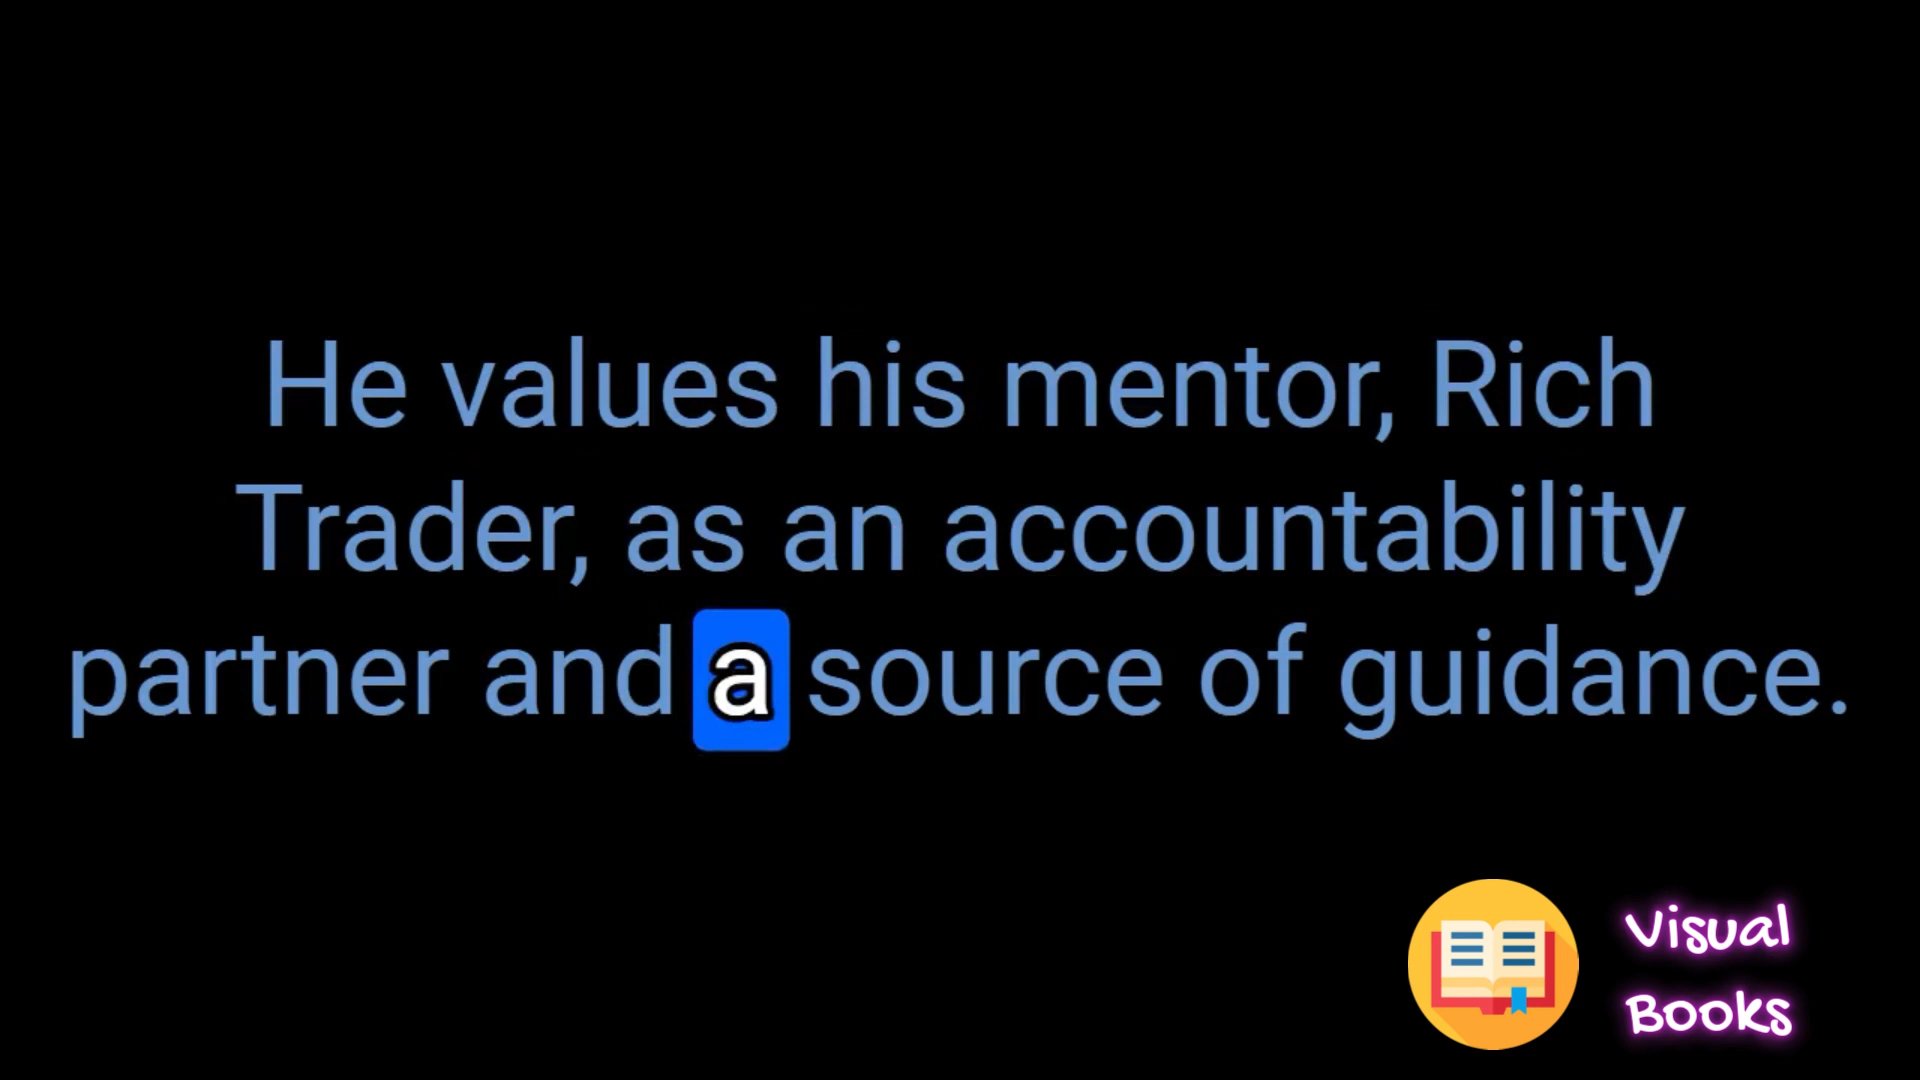 He values his mentor, Rich
Trader, as an accountability
partner and a source of guidance.
Visual
Books